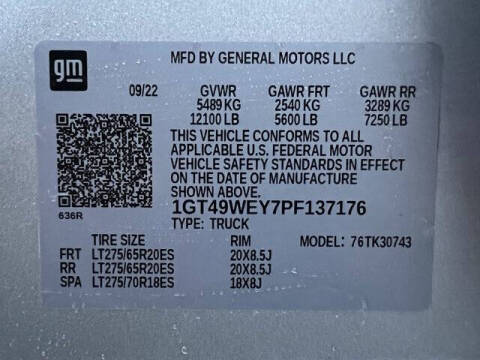 gm
MFD BY GENERAL MOTORS LLC
09/22 GVWR GAWR FRT GAWR RR
5489 KG 2540 KG 3289 KG
12100 LB 5600 LB 7250 LB
THIS VEHICLE CONFORMS TO ALL
APPLICABLE U.S. FEDERAL MOTOR
VEHICLE SAFETY STANDARDS IN EFFECT
ON THE DATE OF MANUFACTURE
SHOWN ABOVE.
636R
1GT49WEY7PF137176
TYPE: TRUCK
TIRE SIZE RIM MODEL: 76TK30743
FRT LT275/65R20ES 20X8.5J
RR LT275/65R20ES 20X8.5J
SPA LT275/70R18ES 18X8J